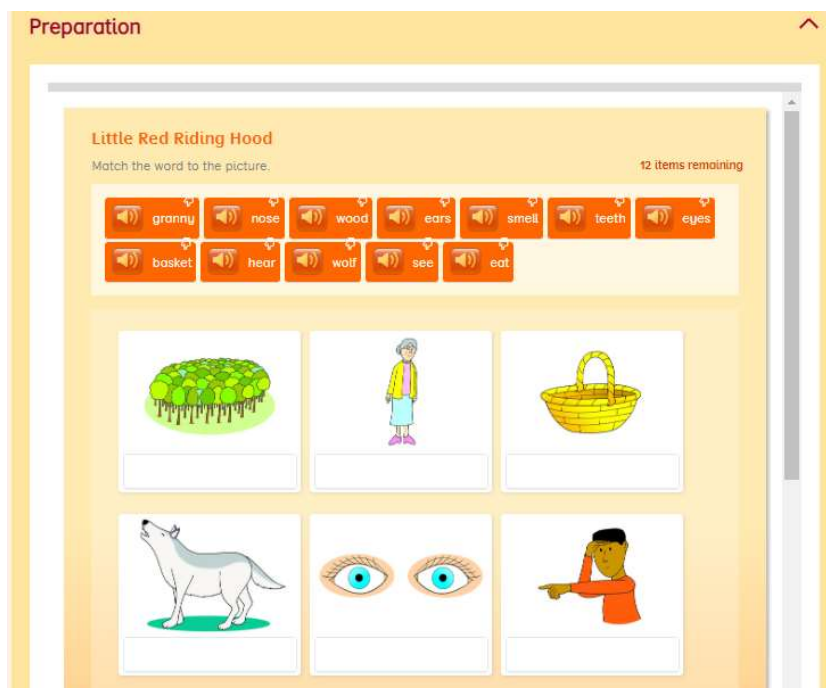 Preparation
Little Red Riding Hood
Match the word to the picture.
12 items remaining
granny nose wood ears smell teeth eyes
basket hear wolf see eat